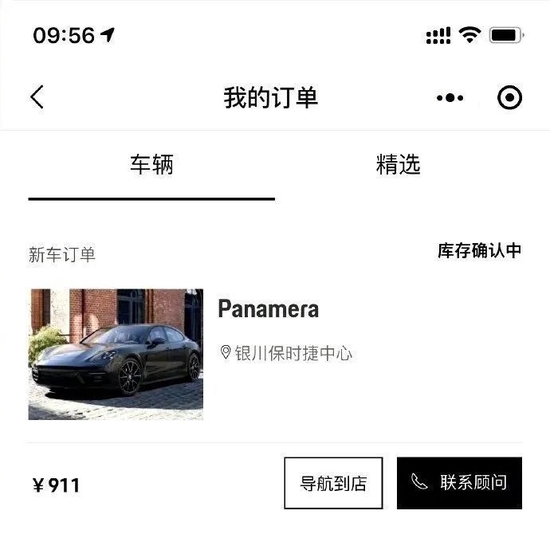 09:56
我的订单
车辆
精选
新车订单
库存确认中
Panamera
银川保时捷中心
￥911
导航到店
联系顾问